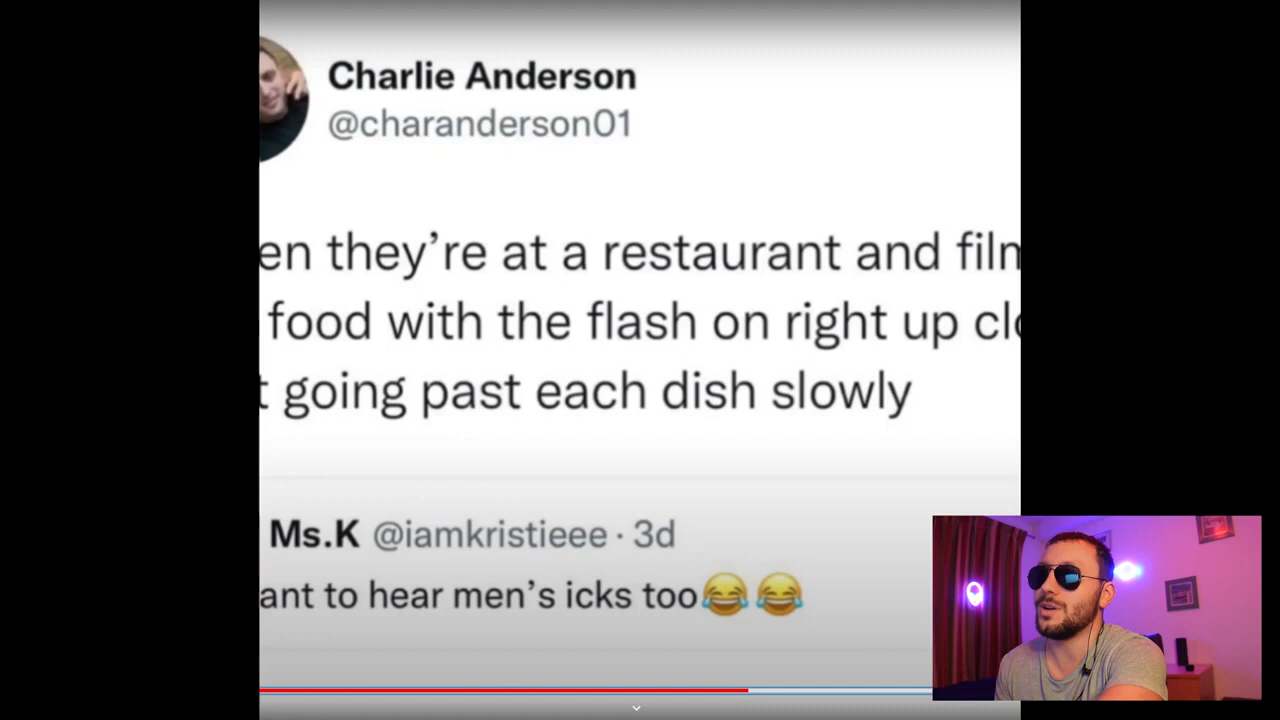 Charlie Anderson
@charanderson01
en they’re at a restaurant and film
food with the flash on right up clo
t going past each dish slowly
Ms.K @iamkristieee · 3d
ant to hear men’s icks too😂😂